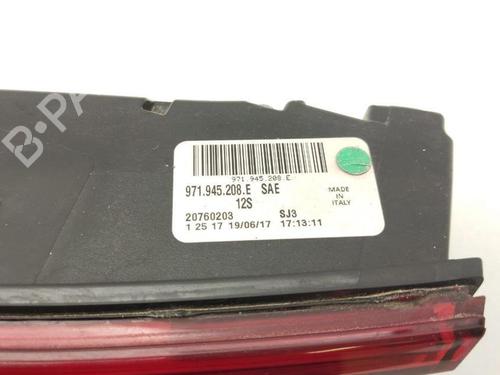 B-PARTS
971.945.208.E
971.945.208.E SAE
12S
MADE
IN
ITALY
20760203 SJ3
1 25 17 19/06/17 17:13:11